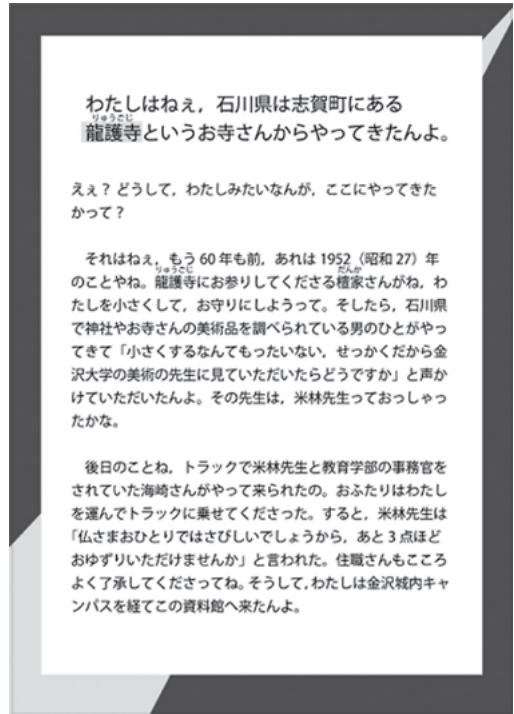 わたしはねぇ，石川県は志賀町にある
りゅうごじ
龍護寺というお寺さんからやってきたんよ。
えぇ？どうして，わたしみたいなんが，ここにやってきた
かって？
それはねぇ，もう60年も前，あれは1952（昭和27）年
りゅうごじ だんか
のことやね。龍護寺にお参りしてくださる檀家さんがね，わ
たしを小さくして，お守りにしようって。そしたら，石川県
で神社やお寺さんの美術品を調べられている男のひとがやっ
てきて「小さくするなんてもったいない，せっかくだから金
沢大学の美術の先生に見ていただいたらどうですか」と声か
けていただいたんよ。その先生は，米林先生っておっしゃっ
たかな。
後日のことね，トラックで米林先生と教育学部の事務官を
されていた海崎さんがやって来られたの。おふたりはわたし
を運んでトラックに乗せてくださった。すると，米林先生は
「仏さまおひとりではさびしいでしょうから，あと3点ほど
おゆずりいただけませんか」と言われた。住職さんもこころ
よく了承してくださってね。そうして，わたしは金沢城内キャ
ンパスを経てこの資料館へ来たんよ。